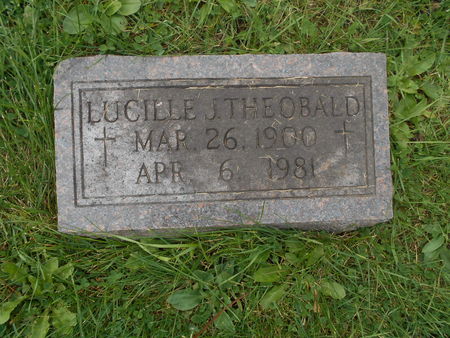 LUCILLE J. THEOBALD
MAR. 26, 1900
APR. 6, 1981